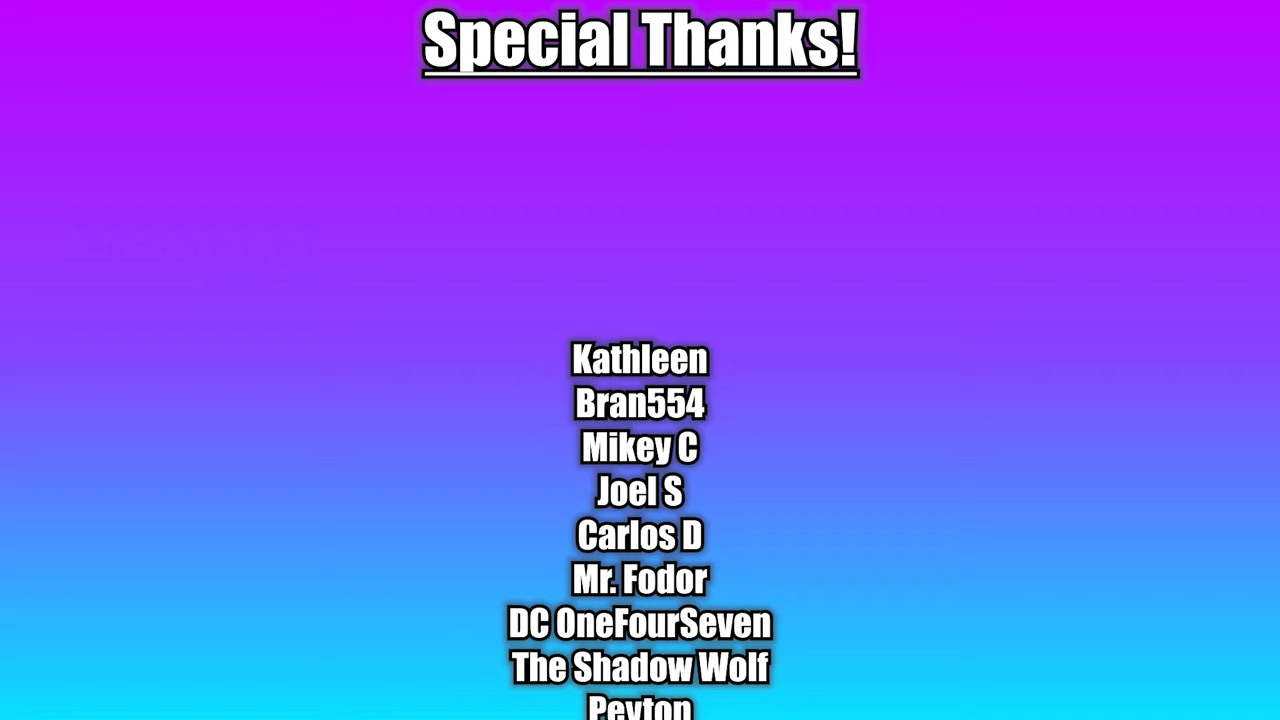 Special Thanks!
Kathleen
Bran554
Mikey C
Joel S
Carlos D
Mr. Fodor
DC OneFourSeven
The Shadow Wolf
Peyton